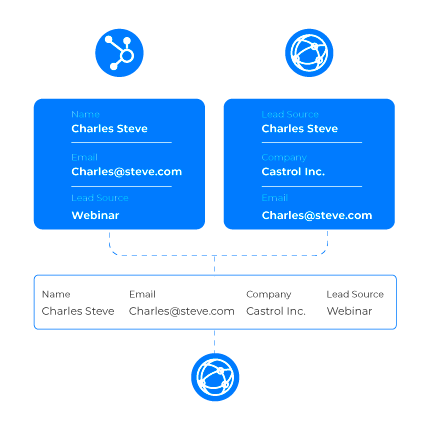 Name
Charles Steve
Email
Charles@steve.com
Lead Source
Webinar
Lead Source
Charles Steve
Company
Castrol Inc.
Email
Charles@steve.com
Name Email Company Lead Source
Charles Steve Charles@steve.com Castrol Inc. Webinar